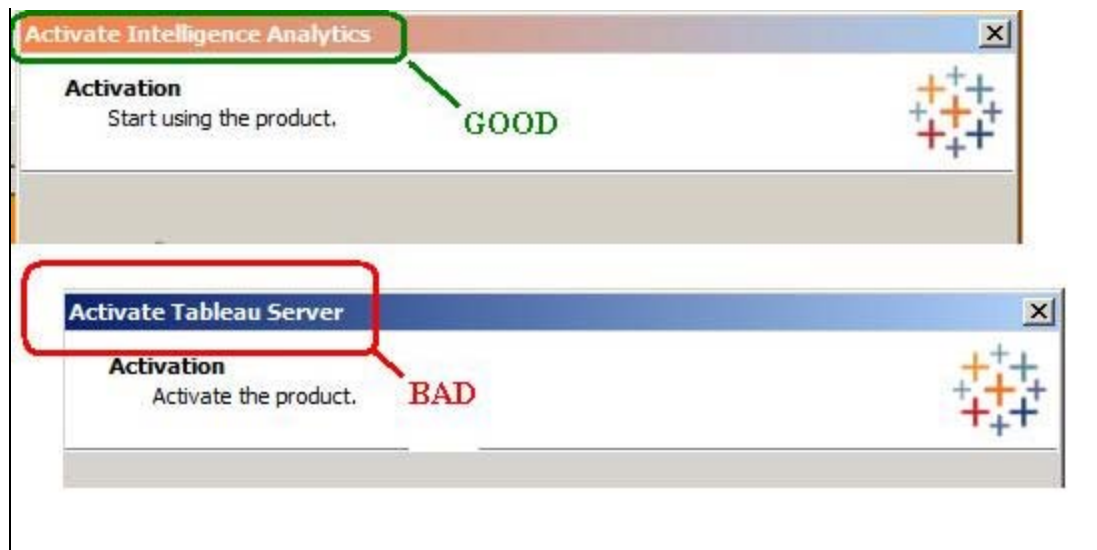 Activate Intelligence Analytics
Activation
Start using the product.
GOOD
Activate Tableau Server
Activation
Activate the product.
BAD